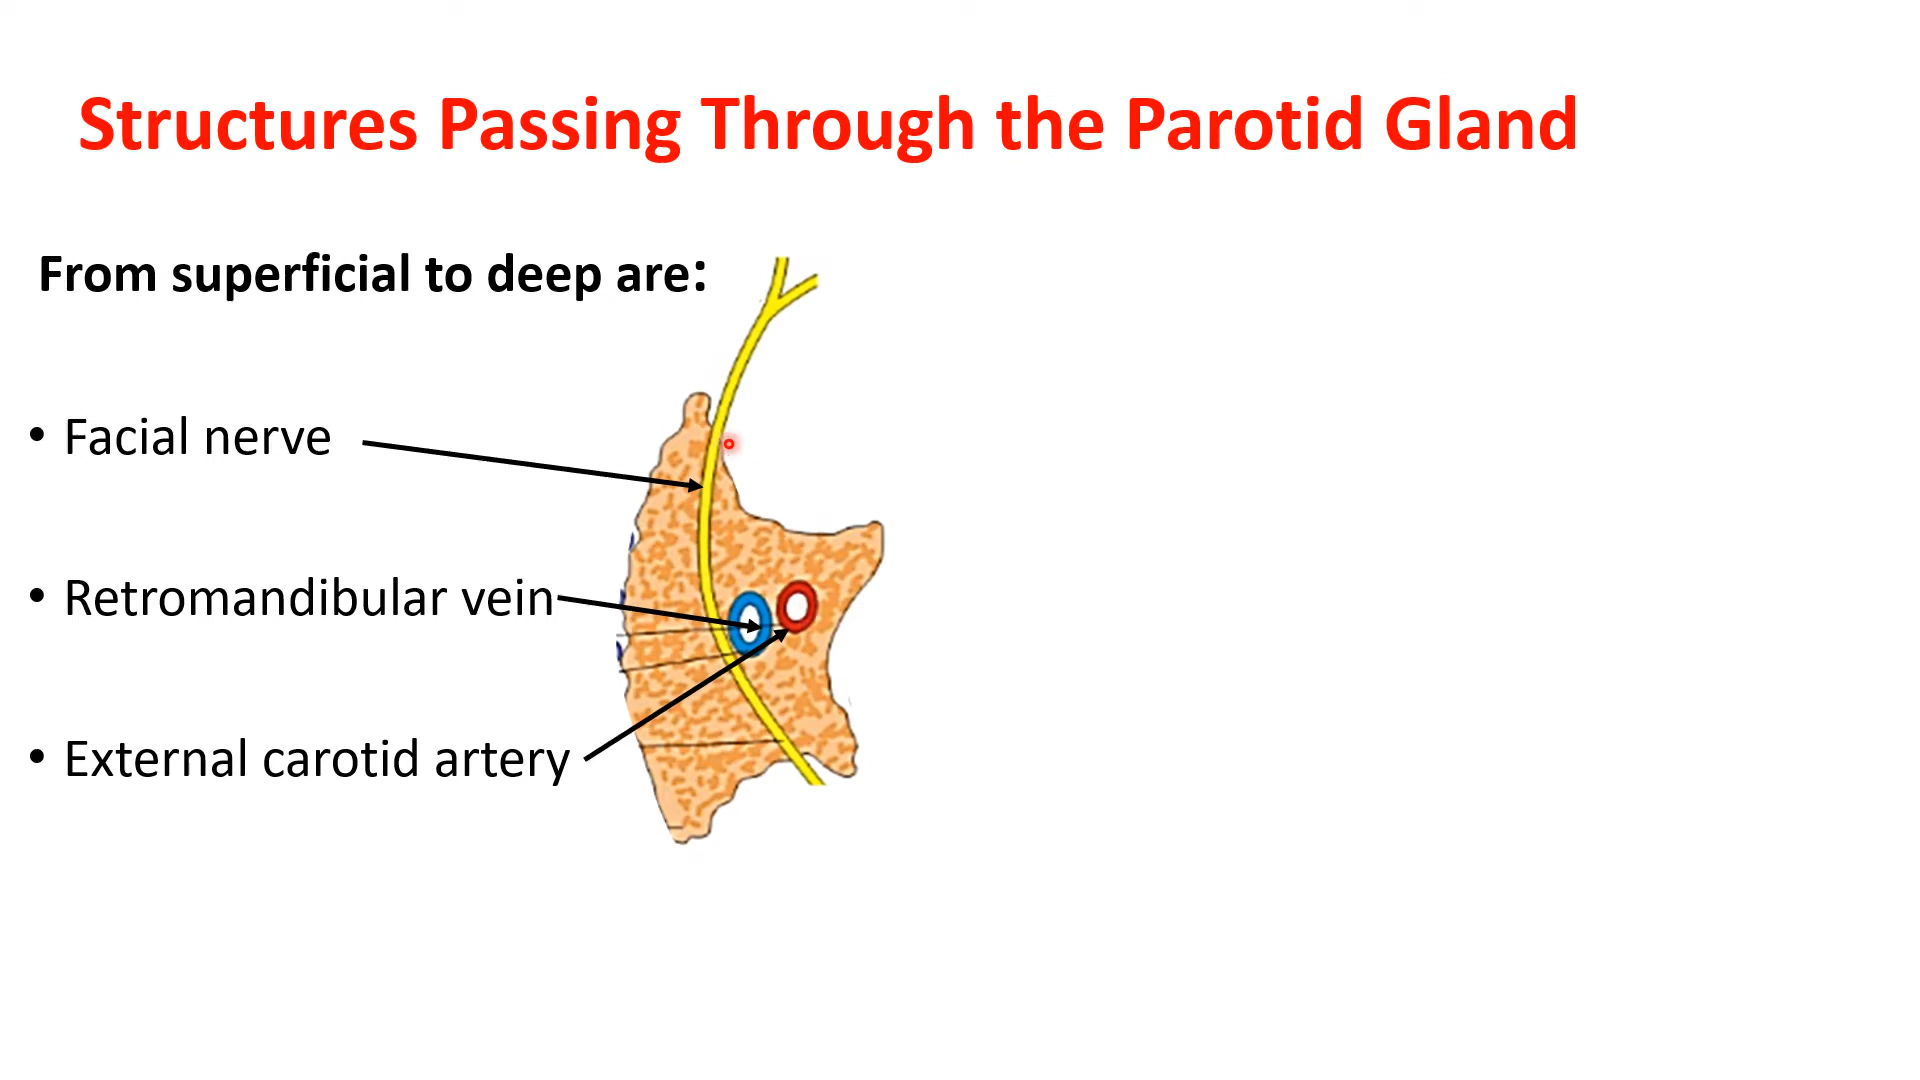 Structures Passing Through the Parotid Gland
From superficial to deep are:
• Facial nerve
• Retromandibular vein
• External carotid artery